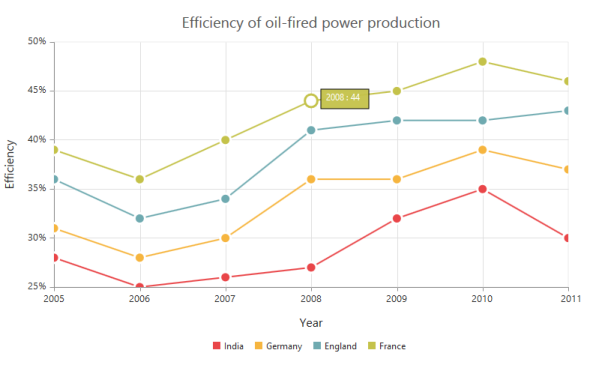 Efficiency of oil-fired power production
50%
45%
40%
35%
30%
25%
Efficiency
2008 : 44
2005 2006 2007 2008 2009 2010 2011
Year
India Germany England France